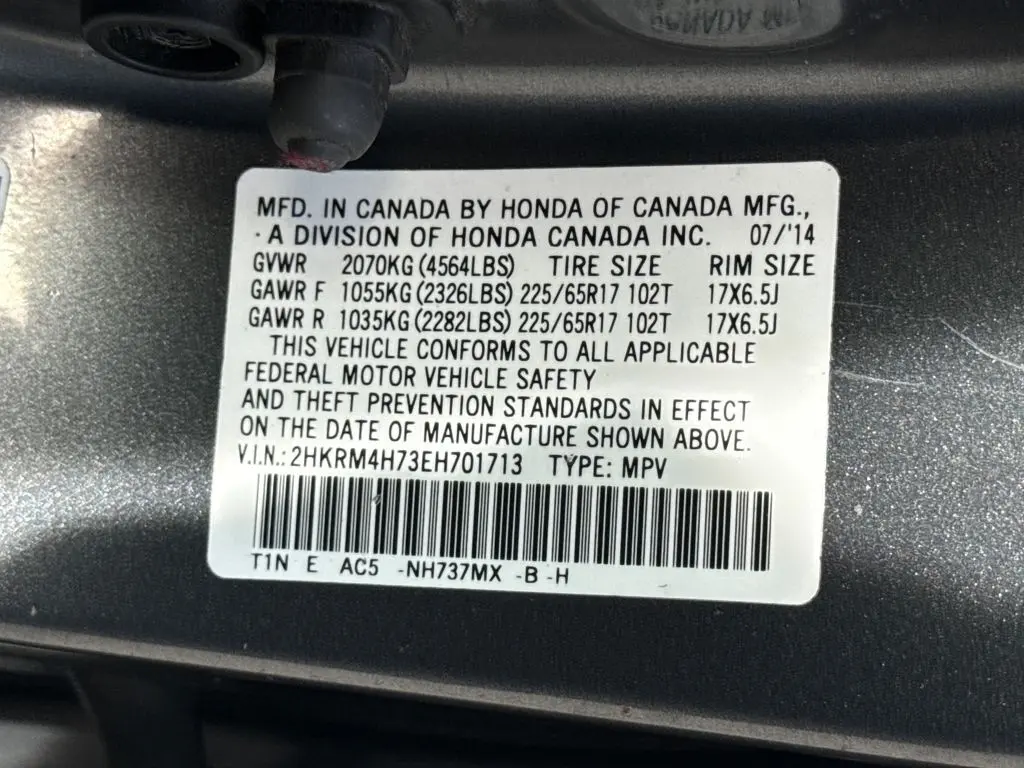 MFD. IN CANADA BY HONDA OF CANADA MFG.,
A DIVISION OF HONDA CANADA INC. 07/'14
GVWR 2070KG (4564LBS) TIRE SIZE RIM SIZE
GAWR F 1055KG (2326LBS) 225/65R17 102T 17X6.5J
GAWR R 1035KG (2282LBS) 225/65R17 102T 17X6.5J
THIS VEHICLE CONFORMS TO ALL APPLICABLE
FEDERAL MOTOR VEHICLE SAFETY
AND THEFT PREVENTION STANDARDS IN EFFECT
ON THE DATE OF MANUFACTURE SHOWN ABOVE.
V.I.N.: 2HKRM4H73EH701713 TYPE: MPV
T1N E AC5 -NH737MX -B -H